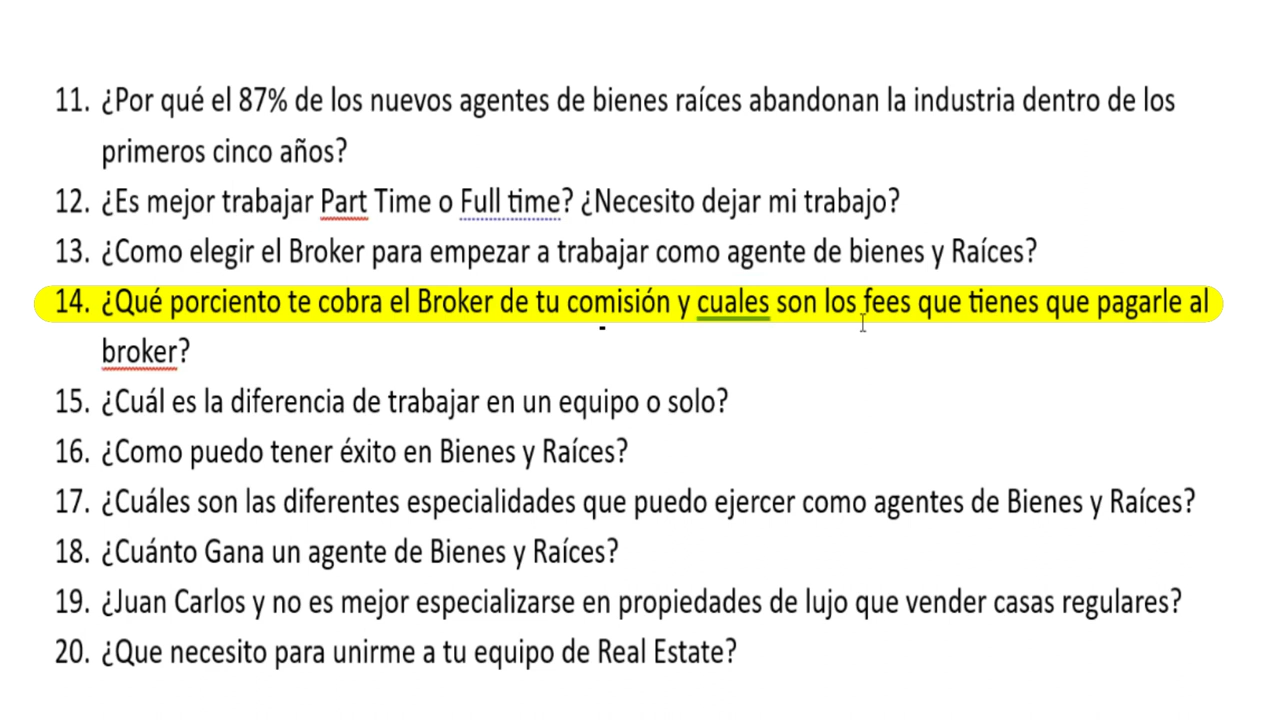 11. ¿Por qué el 87% de los nuevos agentes de bienes raíces abandonan la industria dentro de los
primeros cinco años?
12. ¿Es mejor trabajar Part Time o Full time? ¿Necesito dejar mi trabajo?
13. ¿Como elegir el Broker para empezar a trabajar como agente de bienes y Raíces?
14. ¿Qué porciento te cobra el Broker de tu comisión y cuales son los fees que tienes que pagarle al
broker?
15. ¿Cuál es la diferencia de trabajar en un equipo o solo?
16. ¿Como puedo tener éxito en Bienes y Raíces?
17. ¿Cuáles son las diferentes especialidades que puedo ejercer como agentes de Bienes y Raíces?
18. ¿Cuánto Gana un agente de Bienes y Raíces?
19. ¿Juan Carlos y no es mejor especializarse en propiedades de lujo que vender casas regulares?
20. ¿Que necesito para unirme a tu equipo de Real Estate?